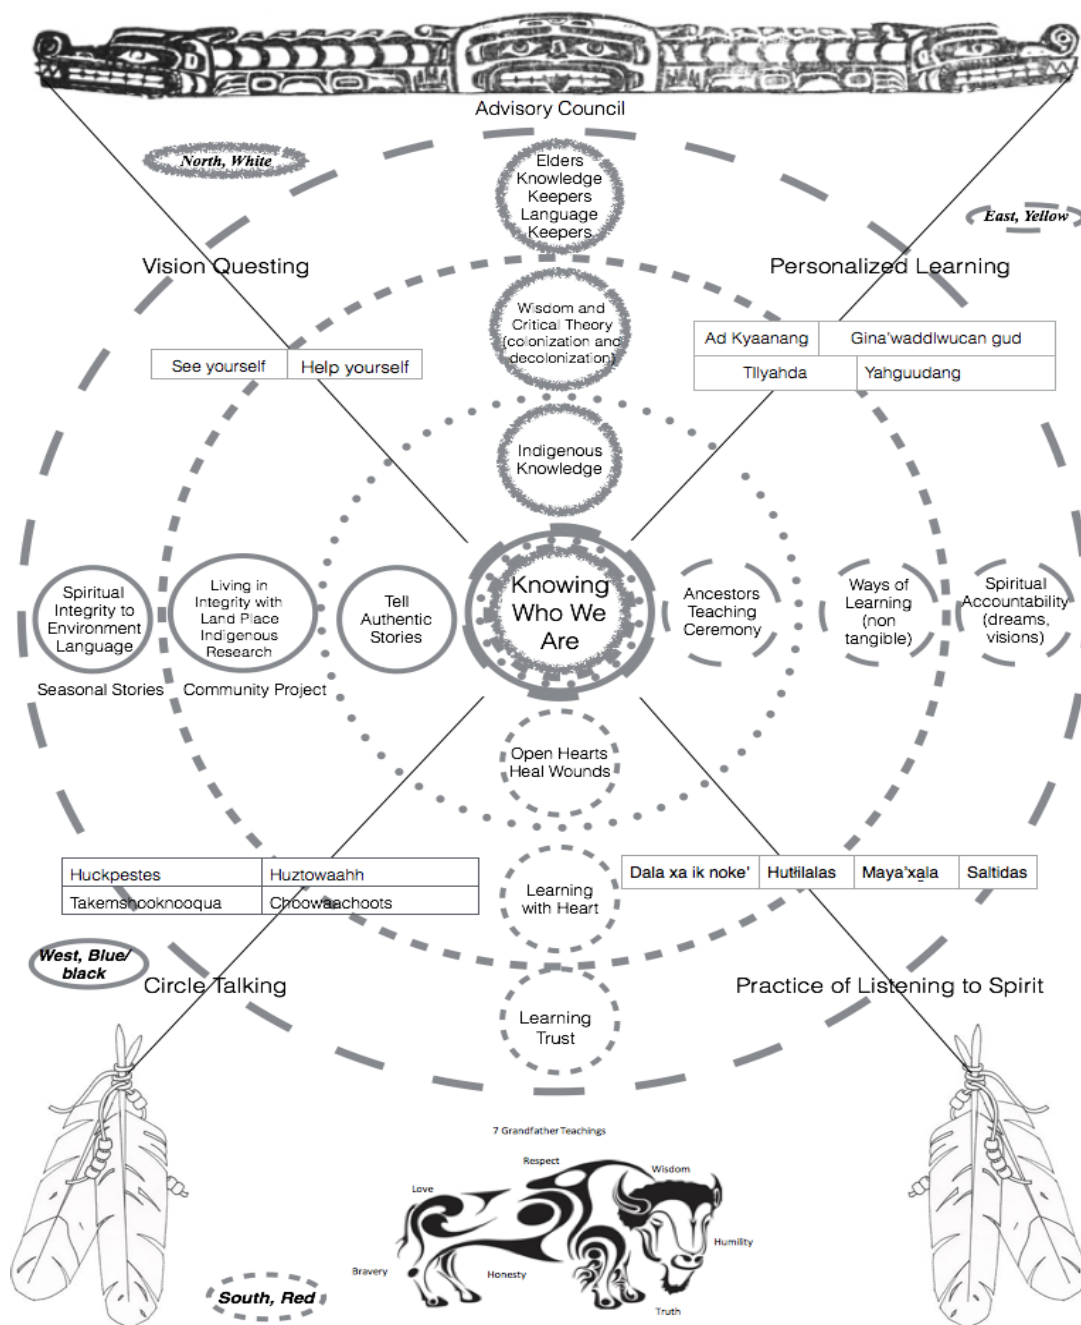 Advisory Council
North, White
Elders
Knowledge
Keepers
Language
Keepers
East, Yellow
Vision Questing
Personalized Learning
Wisdom and
Critical Theory
(colonization and
decolonization)
See yourself
Help yourself
Ad Kyaanang
Gina'waddlwucan gud
Tllyahda
Yahguudang
Indigenous
Knowledge
Spiritual
Integrity to
Environment
Language
Seasonal Stories
Living in
Integrity with
Land Place
Indigenous
Research
Community Project
Tell
Authentic
Stories
Knowing
Who We
Are
Ancestors
Teaching
Ceremony
Ways of
Learning
(non
tangible)
Spiritual
Accountability
(dreams,
visions)
Open Hearts
Heal Wounds
Huckpestes
Huztowaahh
Takemshooknooqua
Choowaachoots
Learning
with Heart
Dala xa ik noke'
Hutłilalas
Maya'xa̱la
Saltidas
West, Blue/
black
Circle Talking
Practice of Listening to Spirit
Learning
Trust
7 Grandfather Teachings
Respect
Wisdom
Love
Humility
Bravery
Honesty
Truth
South, Red